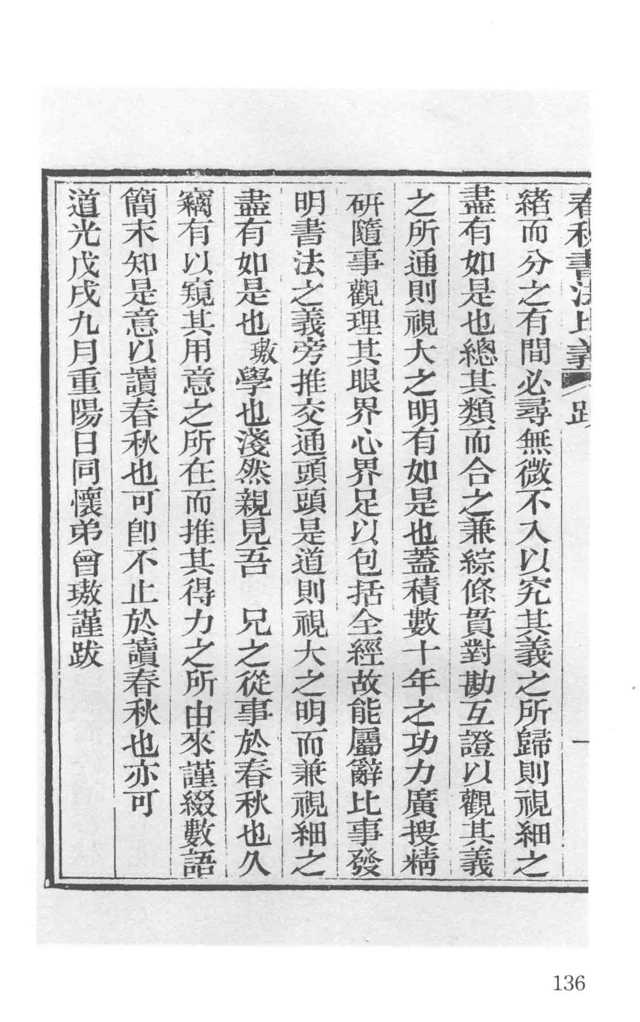 春秋書法比義 跋 一
緒而分之有間必尋無微不入以究其義之所歸則視細之
盡有如是也總其類而合之兼綜條貫對勘互證以觀其義
之所通則視大之明有如是也蓋積數十年之功力廣搜精
研隨事觀理其眼界心界足以包括全經故能屬辭比事發
明書法之義旁推交通頭頭是道則視大之明而兼視細之
盡有如是也璈學也淺然親見吾 兄之從事於春秋也久
竊有以窺其用意之所在而推其得力之所由來謹綴數語
簡末知是意以讀春秋也可卽不止於讀春秋也亦可
道光戊戌九月重陽日同懷弟曾璈謹跋
136